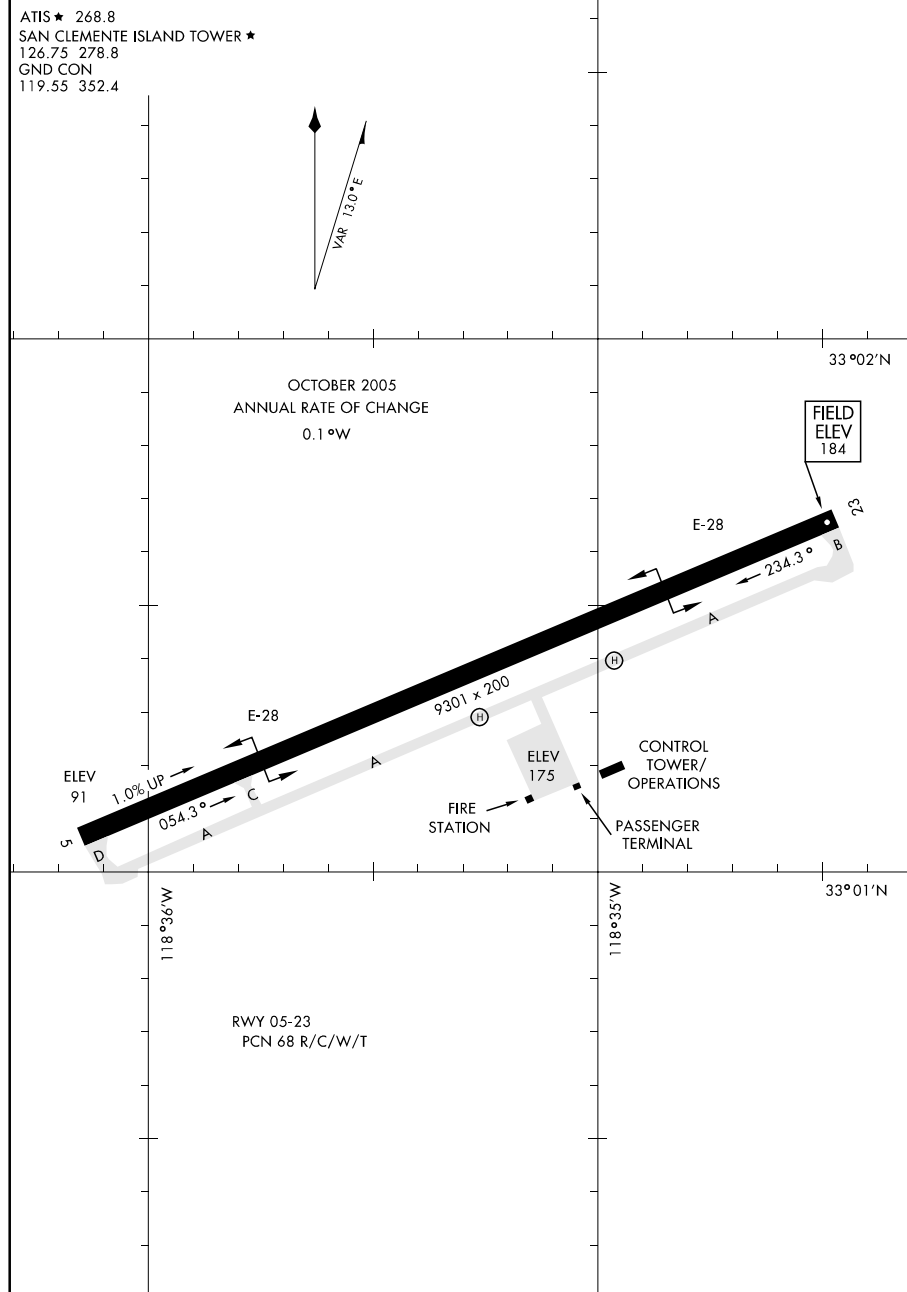 ATIS ★ 268.8
SAN CLEMENTE ISLAND TOWER ★
126.75 278.8
GND CON
119.55 352.4
VAR 13.0° E
33°02'N
OCTOBER 2005
ANNUAL RATE OF CHANGE
0.1°W
FIELD
ELEV
184
23
E-28
B
234.3°
A
H
9301 x 200
H
E-28
A
ELEV
175
CONTROL
TOWER/
OPERATIONS
ELEV
91
1.0% UP
C
054.3°
FIRE
STATION
PASSENGER
TERMINAL
A
5
D
33°01'N
118°36'W
118°35'W
RWY 05-23
PCN 68 R/C/W/T